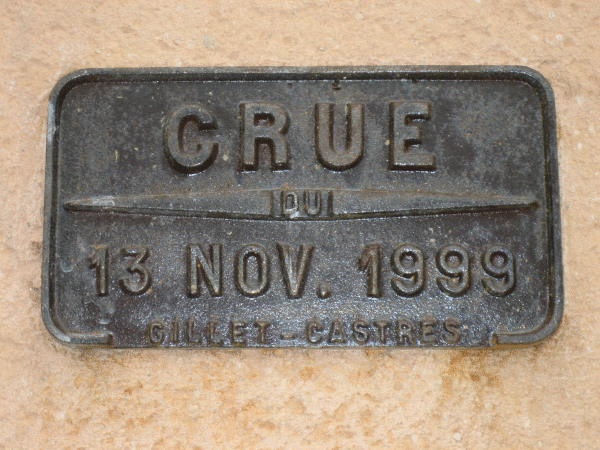 CRUE
DU
13 NOV. 1999
GILLET-CASTRES